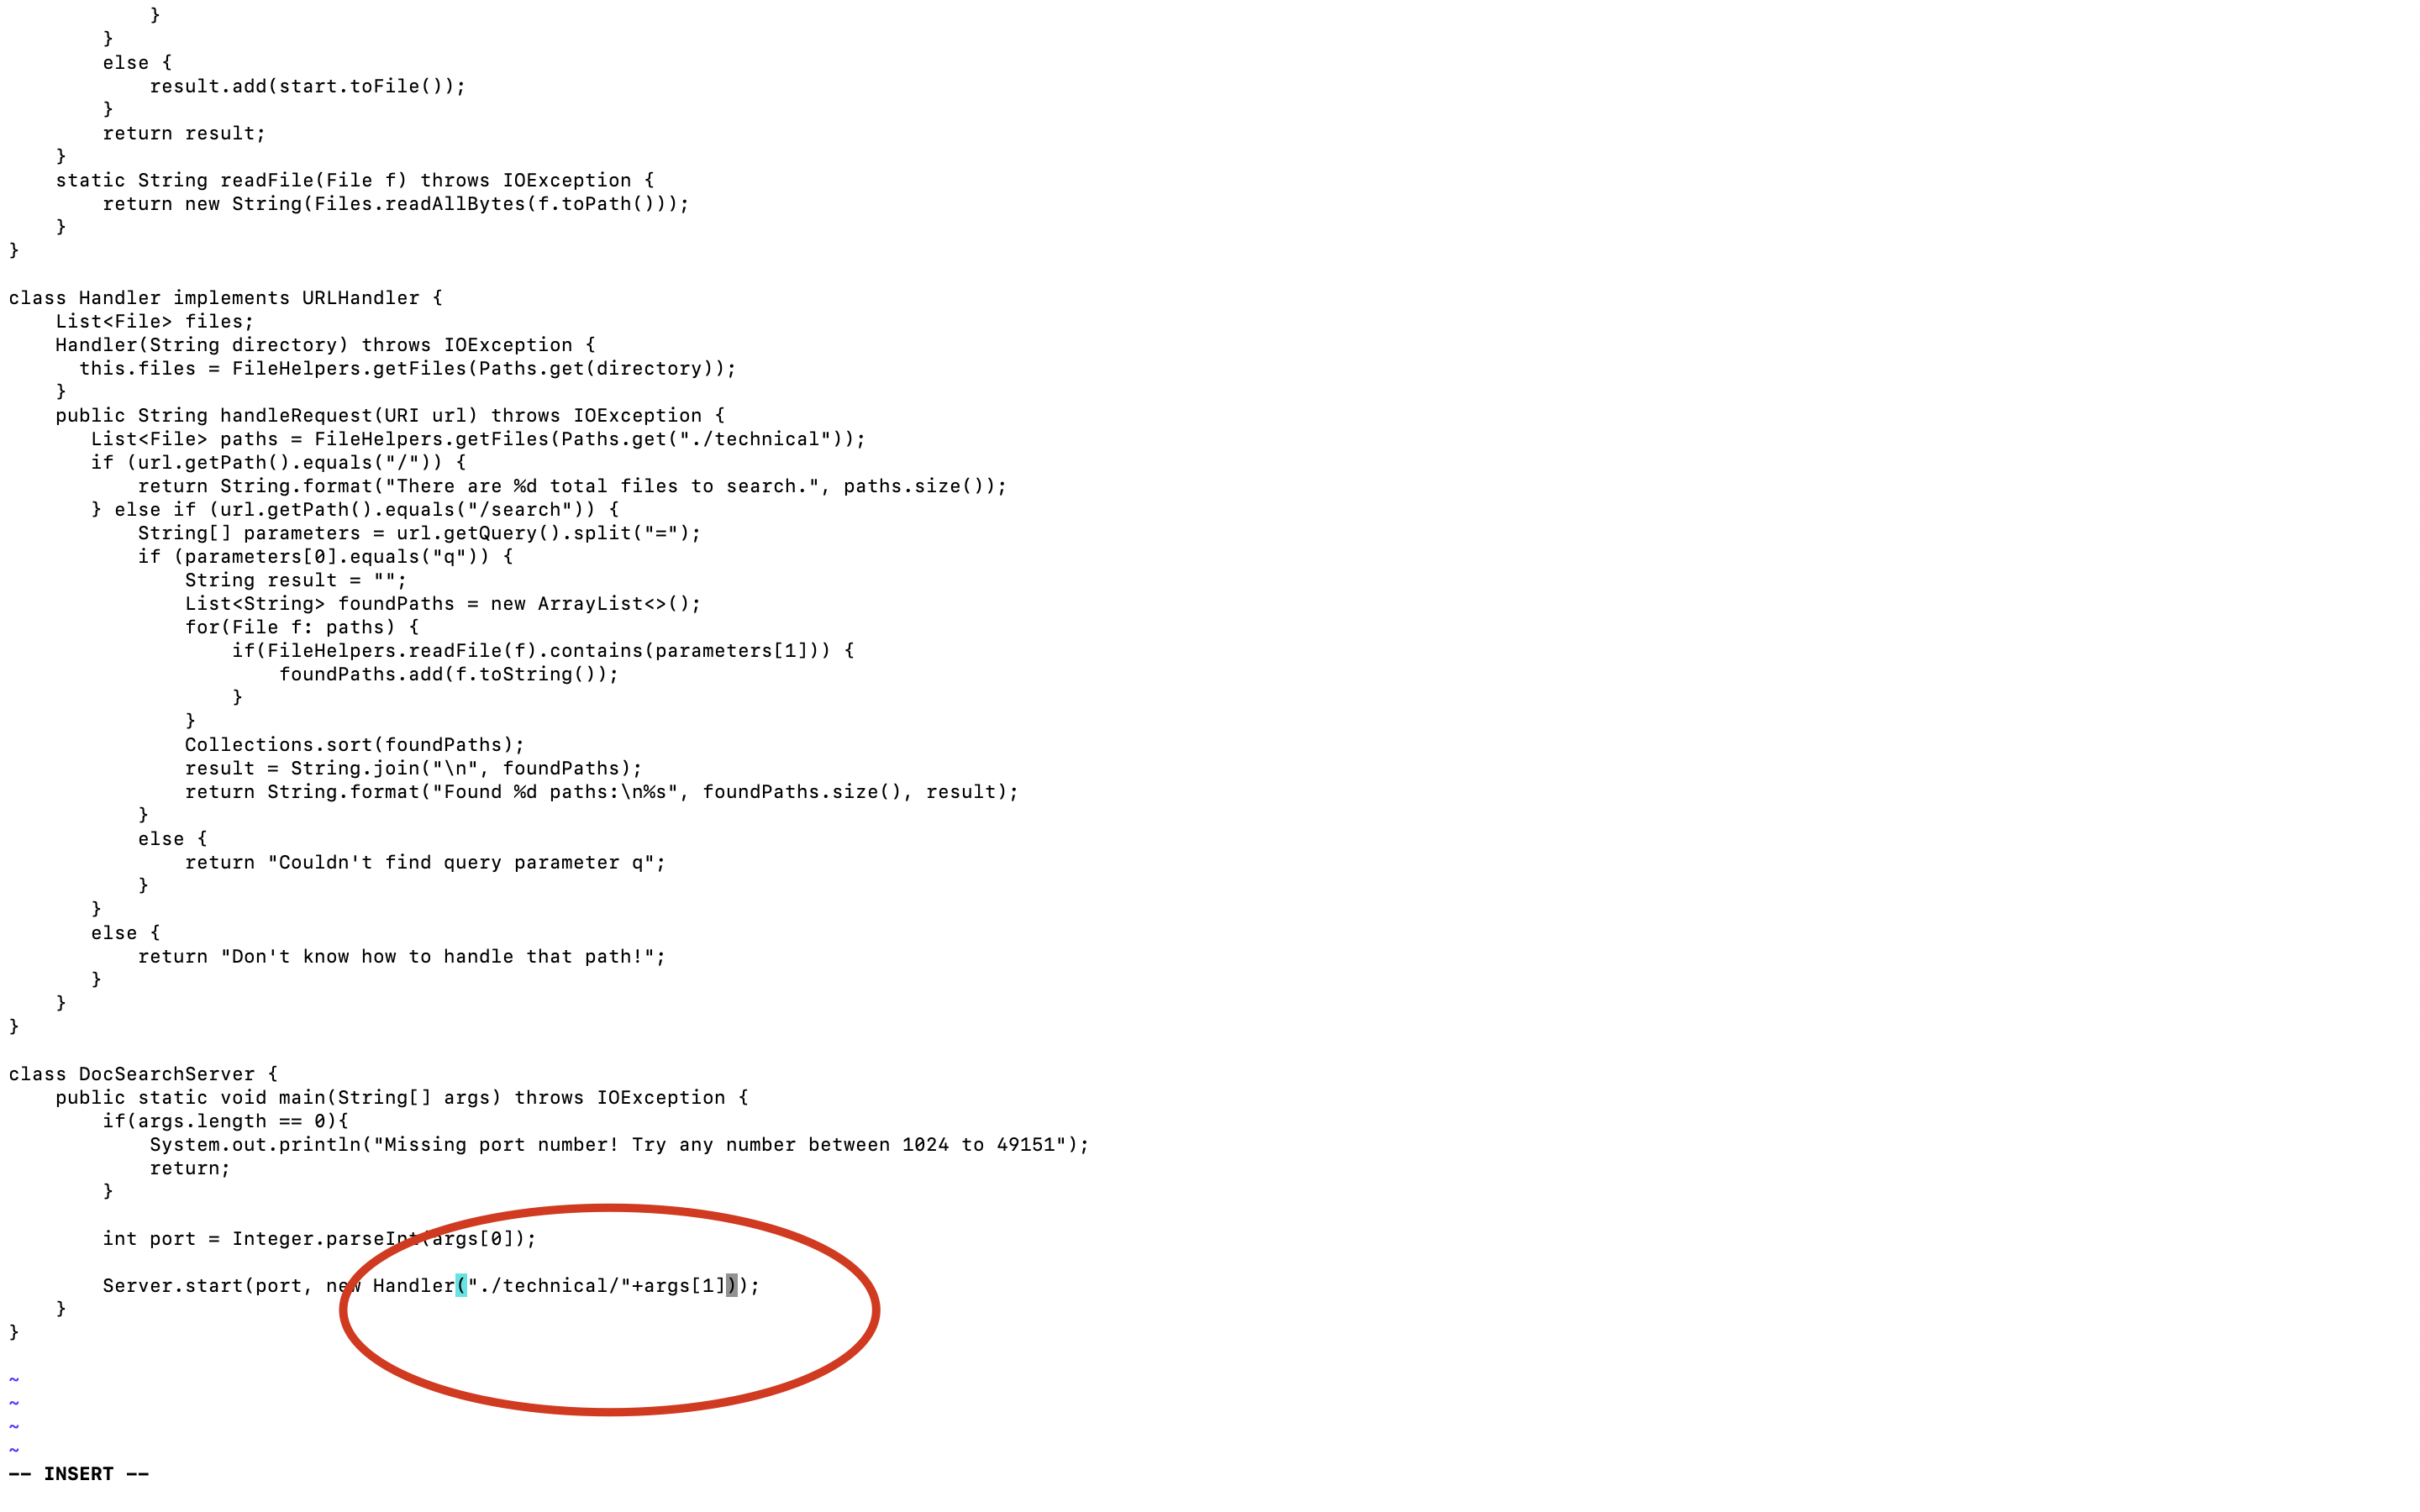 }
        }
        else {
            result.add(start.toFile());
        }
        return result;
    }
    static String readFile(File f) throws IOException {
        return new String(Files.readAllBytes(f.toPath()));
    }
}

class Handler implements URLHandler {
    List<File> files;
    Handler(String directory) throws IOException {
      this.files = FileHelpers.getFiles(Paths.get(directory));
    }
    public String handleRequest(URI url) throws IOException {
       List<File> paths = FileHelpers.getFiles(Paths.get("./technical"));
       if (url.getPath().equals("/")) {
           return String.format("There are %d total files to search.", paths.size());
       } else if (url.getPath().equals("/search")) {
           String[] parameters = url.getQuery().split("=");
           if (parameters[0].equals("q")) {
               String result = "";
               List<String> foundPaths = new ArrayList<>();
               for(File f: paths) {
                   if(FileHelpers.readFile(f).contains(parameters[1])) {
                       foundPaths.add(f.toString());
                   }
               }
               Collections.sort(foundPaths);
               result = String.join("\n", foundPaths);
               return String.format("Found %d paths:\n%s", foundPaths.size(), result);
           }
           else {
               return "Couldn't find query parameter q";
           }
       }
       else {
           return "Don't know how to handle that path!";
       }
    }
}

class DocSearchServer {
    public static void main(String[] args) throws IOException {
        if(args.length == 0){
            System.out.println("Missing port number! Try any number between 1024 to 49151");
            return;
        }

        int port = Integer.parseInt(args[0]);

        Server.start(port, new Handler("./technical/"+args[1]));
    }
}

~
~
~
~
-- INSERT --